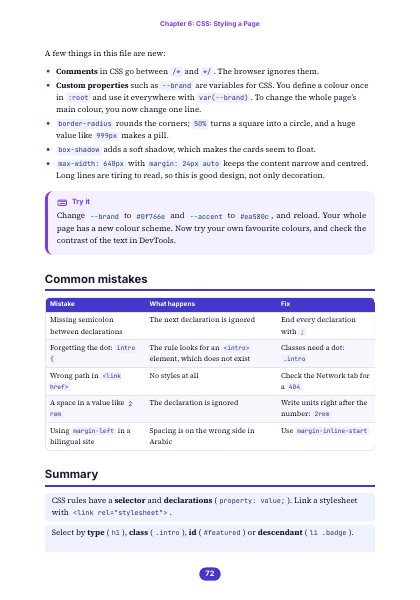 Chapter 6: CSS: Styling a Page
A few things in this file are new:
• Comments in CSS go between /* and */. The browser ignores them.
• Custom properties such as --brand are variables for CSS. You define a colour once
in :root and use it everywhere with var(--brand). To change the whole page's
main colour, you now change one line.
• border-radius rounds the corners; 50% turns a square into a circle, and a huge
value like 999px makes a pill.
• box-shadow adds a soft shadow, which makes the cards seem to float.
• max-width: 640px with margin: 24px auto keeps the content narrow and centred.
Long lines are tiring to read, so this is good design, not only decoration.
Try it
Change --brand to #0f766e and --accent to #ea580c, and reload. Your whole
page has a new colour scheme. Now try your own favourite colours, and check the
contrast of the text in DevTools.
Common mistakes
Mistake What happens Fix
Missing semicolon The next declaration is ignored End every declaration
between declarations with ;
Forgetting the dot: intro The rule looks for an <intro> Classes need a dot:
{ element, which does not exist .intro
Wrong path in <link No styles at all Check the Network tab for
href> a 404
A space in a value like 2 The declaration is ignored Write units right after the
rem number: 2rem
Using margin-left in a Spacing is on the wrong side in Use margin-inline-start
bilingual site Arabic
Summary
CSS rules have a selector and declarations ( property: value; ). Link a stylesheet
with <link rel="stylesheet">.
Select by type ( h1 ), class ( .intro ), id ( #featured ) or descendant ( li .badge ).
72